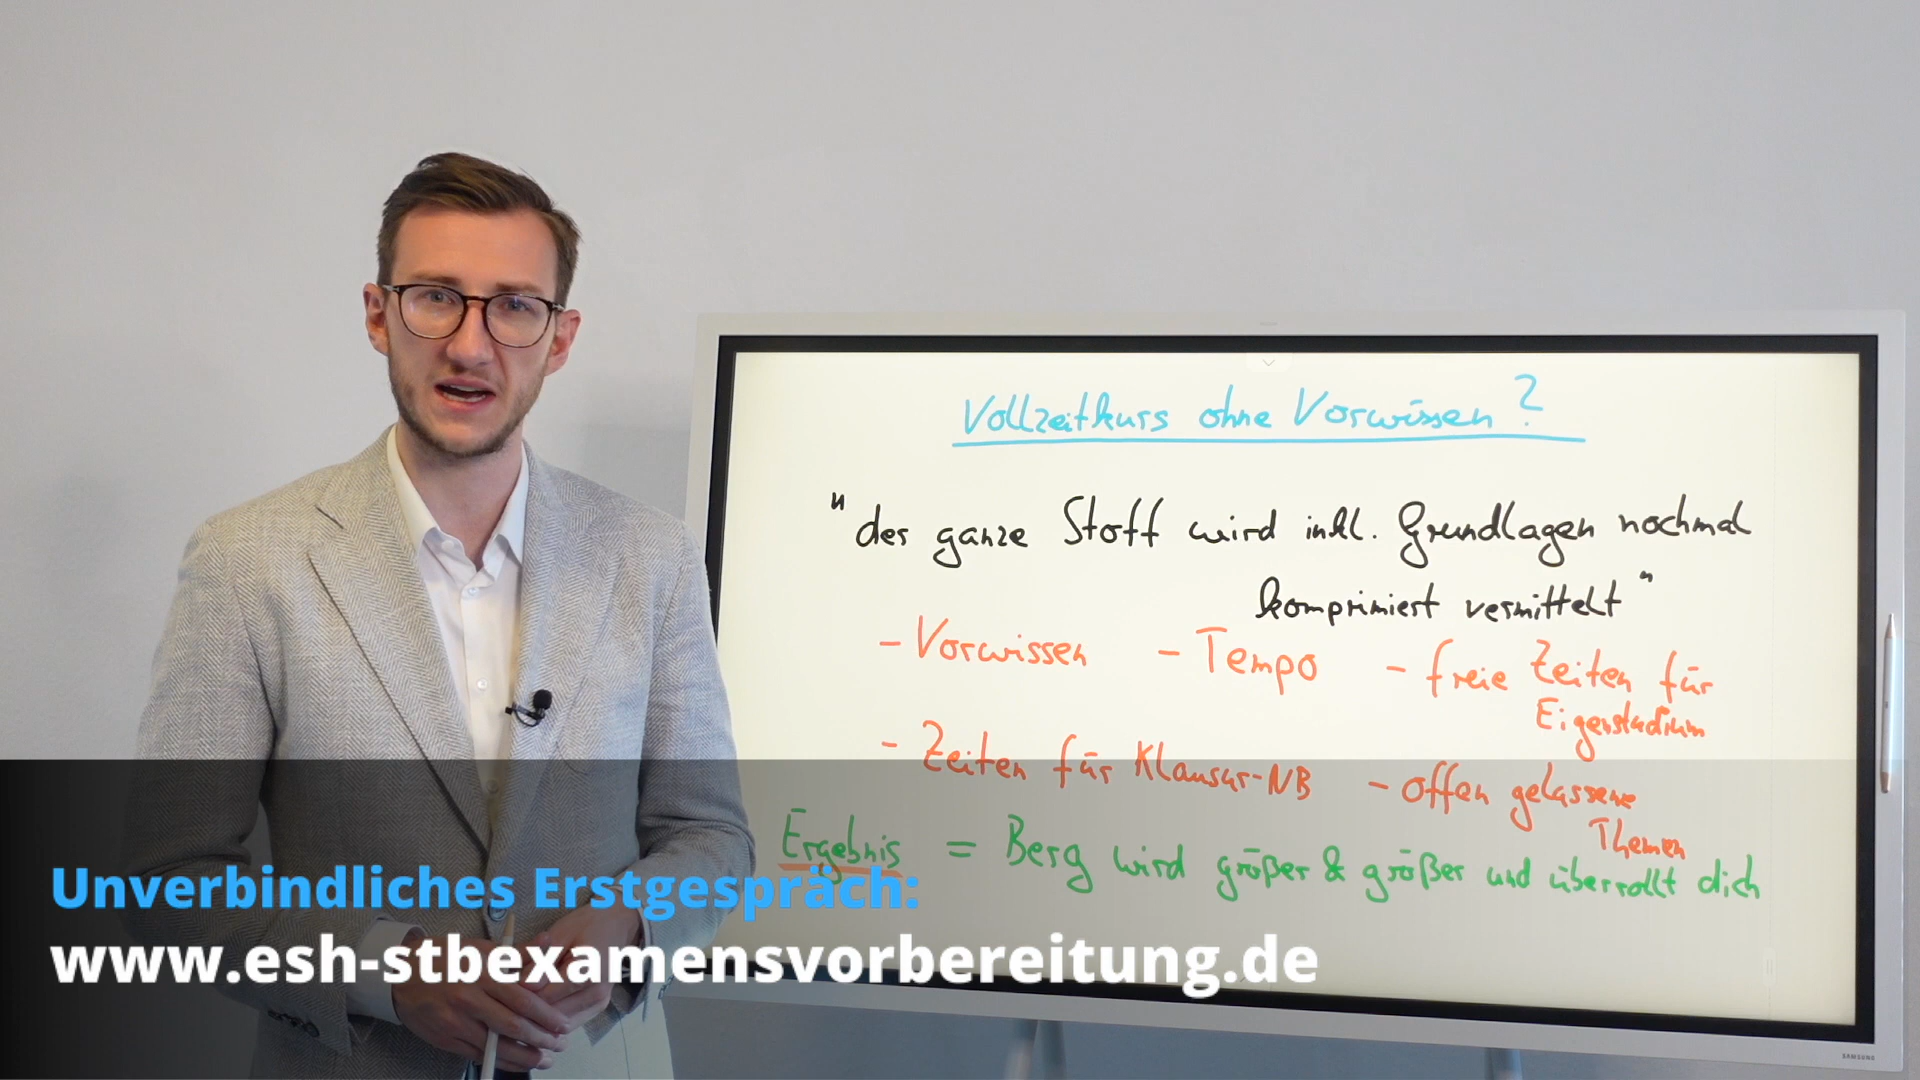 Vollzeitkurs ohne Vorwissen?
"der ganze Stoff wird inkl. Grundlagen nochmal
komprimiert vermittelt"
- Vorwissen - Tempo - freie Zeiten für
Eigenstudium
- Zeiten für Klausur-NB - offen gelassene
Themen
Ergebnis = Berg wird größer & größer und überrollt dich
Unverbindliches Erstgespräch:
www.esh-stbexamensvorbereitung.de
SAMSUNG